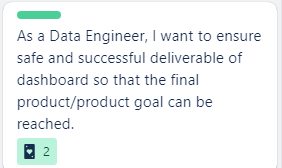 As a Data Engineer, I want to ensure
safe and successful deliverable of
dashboard so that the final
product/product goal can be
reached.
2